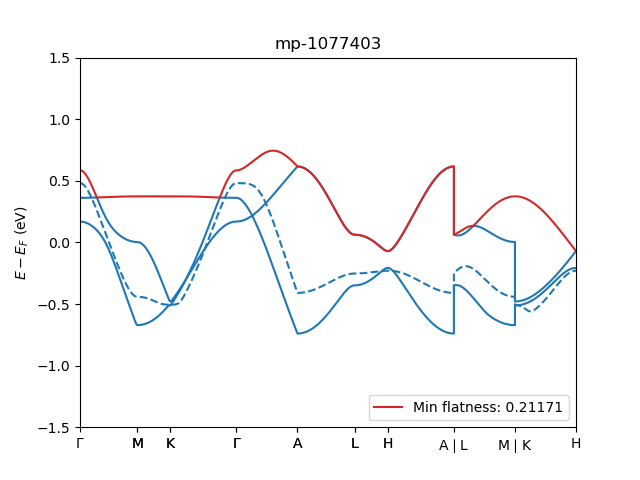 mp-1077403
1.5
1.0
0.5
0.0
−0.5
−1.0
−1.5
E − E_F (eV)
Min flatness: 0.21171
Γ M K Γ A L H A | L M | K H